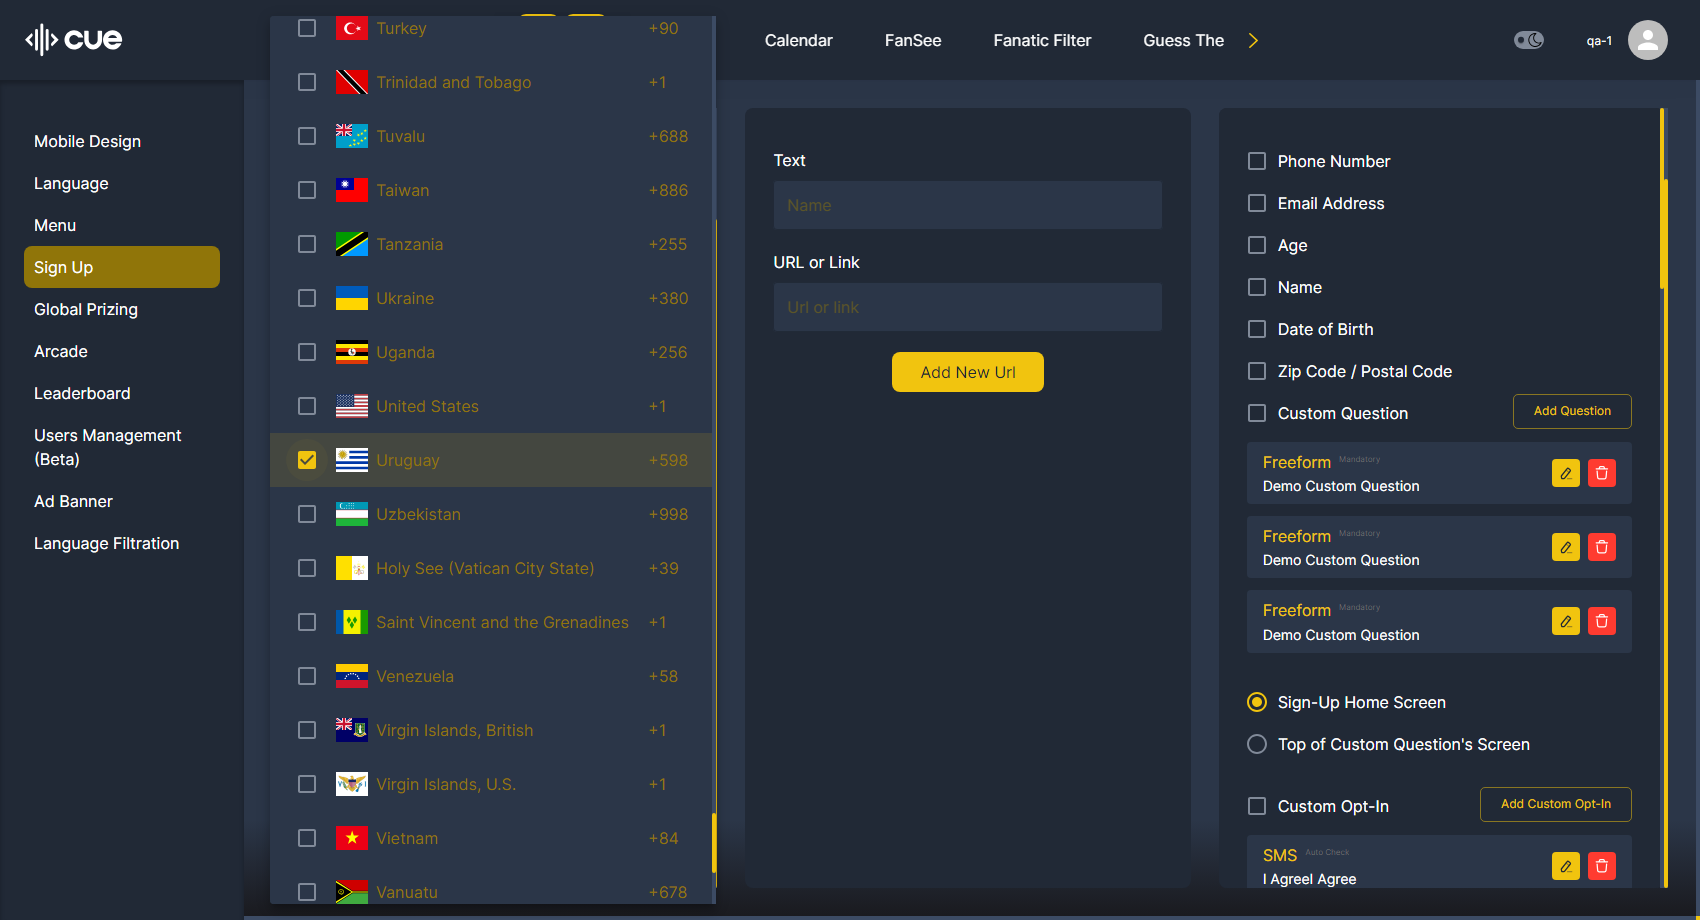 cue
Calendar
FanSee
Fanatic Filter
Guess The
qa-1
Mobile Design
Language
Menu
Sign Up
Global Prizing
Arcade
Leaderboard
Users Management
(Beta)
Ad Banner
Language Filtration
Turkey +90
Trinidad and Tobago +1
Tuvalu +688
Taiwan +886
Tanzania +255
Ukraine +380
Uganda +256
United States +1
Uruguay +598
Uzbekistan +998
Holy See (Vatican City State) +39
Saint Vincent and the Grenadines +1
Venezuela +58
Virgin Islands, British +1
Virgin Islands, U.S. +1
Vietnam +84
Vanuatu +678
Text
Name
URL or Link
Url or link
Add New Url
Phone Number
Email Address
Age
Name
Date of Birth
Zip Code / Postal Code
Custom Question
Add Question
Freeform Mandatory
Demo Custom Question
Freeform Mandatory
Demo Custom Question
Freeform Mandatory
Demo Custom Question
Sign-Up Home Screen
Top of Custom Question's Screen
Custom Opt-In
Add Custom Opt-In
SMS Auto Check
I AgreeI Agree